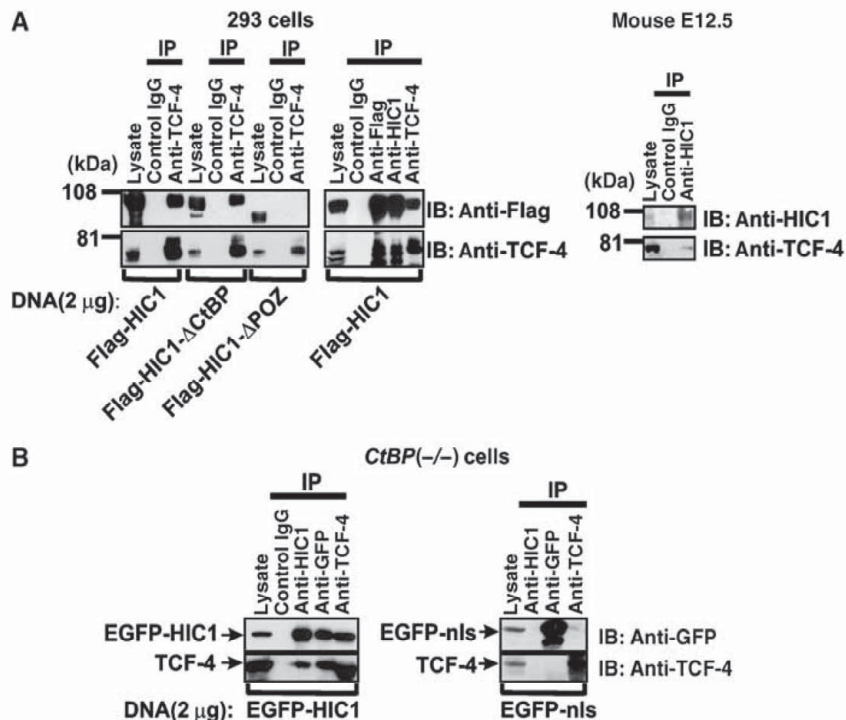 A
293 cells
Mouse E12.5
IP IP IP IP
IP
Lysate
Control IgG
Anti-TCF-4
Lysate
Control IgG
Anti-TCF-4
Lysate
Control IgG
Anti-TCF-4
Lysate
Control IgG
Anti-Flag
Anti-HIC1
Anti-TCF-4
Lysate
Control IgG
Anti-HIC1
(kDa)
108
81
IB: Anti-Flag
IB: Anti-TCF-4
(kDa)
108
81
IB: Anti-HIC1
IB: Anti-TCF-4
DNA(2 μg):
Flag-HIC1
Flag-HIC1-ΔCtBP
Flag-HIC1-ΔPOZ
Flag-HIC1
B
CtBP(–/–) cells
IP
IP
Lysate
Control IgG
Anti-HIC1
Anti-GFP
Anti-TCF-4
Lysate
Anti-HIC1
Anti-GFP
Anti-TCF-4
EGFP-HIC1
TCF-4
EGFP-nls
TCF-4
IB: Anti-GFP
IB: Anti-TCF-4
DNA(2 μg): EGFP-HIC1
EGFP-nls